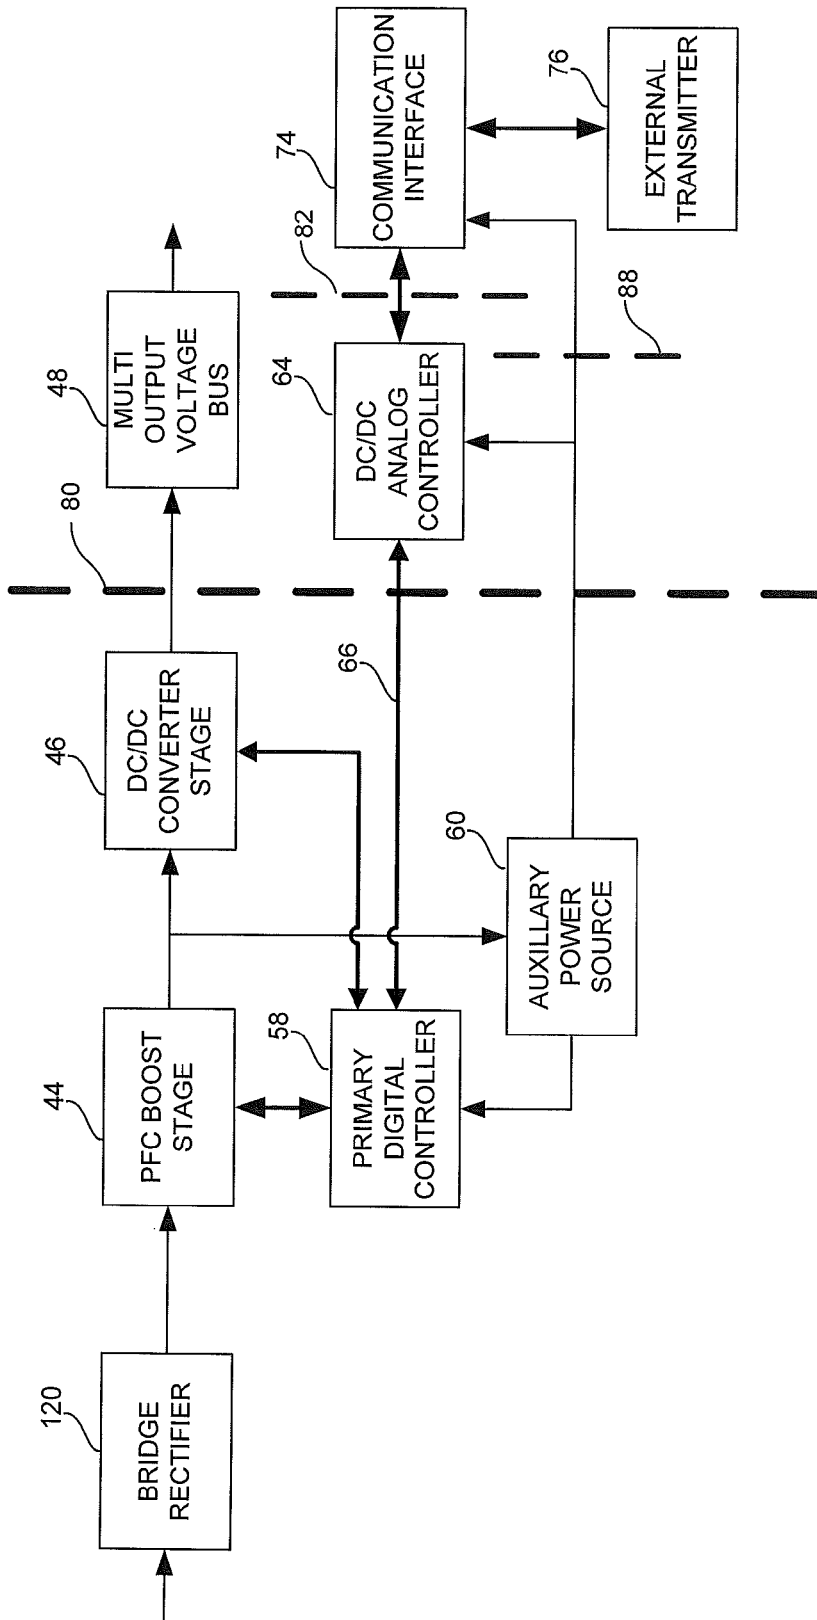 120
BRIDGE
RECTIFIER
44
PFC BOOST
STAGE
46
DC/DC
CONVERTER
STAGE
80
48
MULTI
OUTPUT
VOLTAGE
BUS
58
PRIMARY
DIGITAL
CONTROLLER
66
64
DC/DC
ANALOG
CONTROLLER
82
74
COMMUNICATION
INTERFACE
60
AUXILLARY
POWER
SOURCE
88
76
EXTERNAL
TRANSMITTER